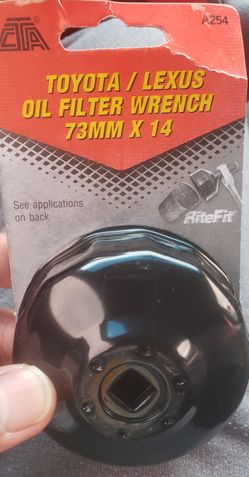 CTA
A254
TOYOTA / LEXUS
OIL FILTER WRENCH
73MM X 14
See applications
on back
RiteFit